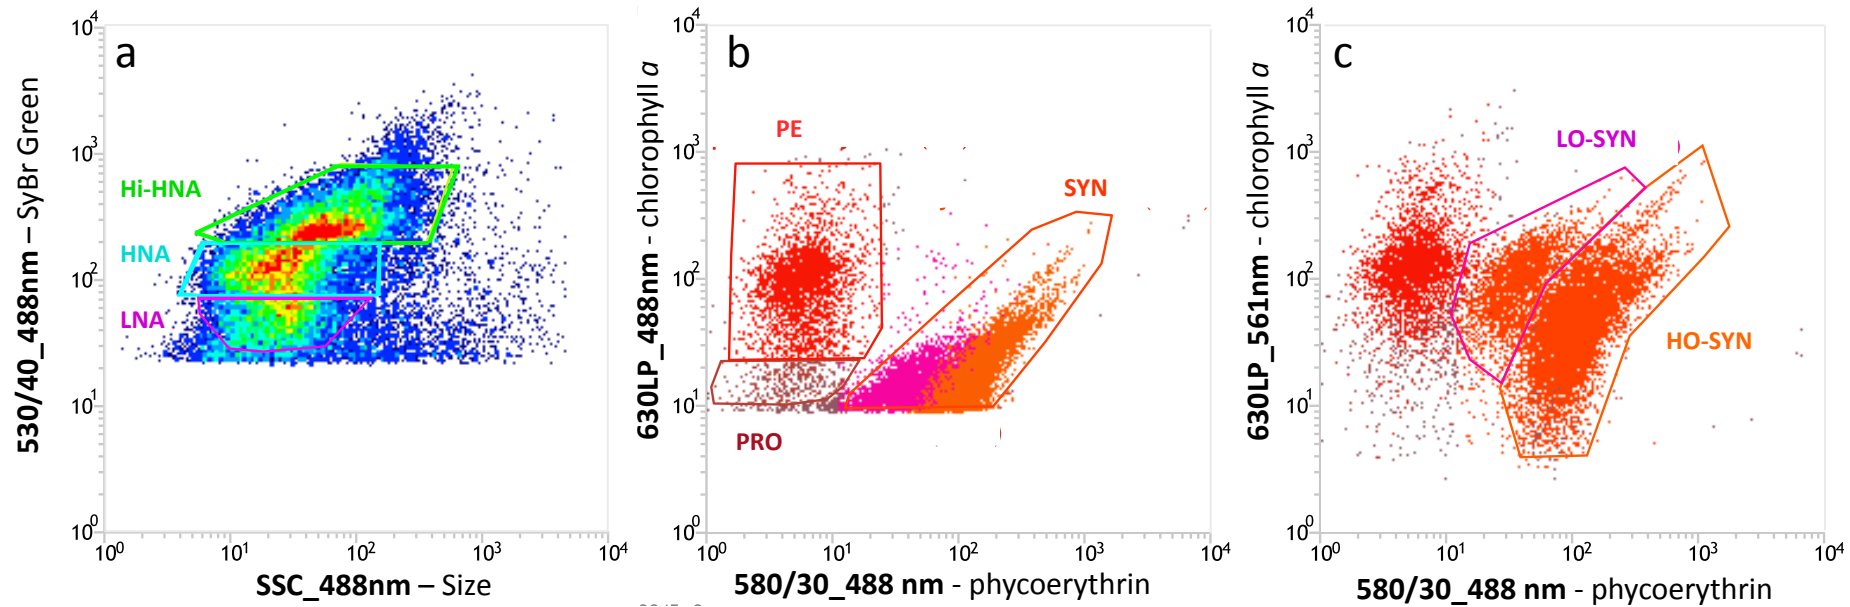 a
530/40_488nm – SyBr Green
10^4
10^3
10^2
10^1
10^0
Hi-HNA
HNA
LNA
10^0 10^1 10^2 10^3 10^4
SSC_488nm – Size
b
630LP_488nm - chlorophyll a
10^4
10^3
10^2
10^1
10^0
PE
SYN
PRO
10^0 10^1 10^2 10^3 10^4
580/30_488 nm - phycoerythrin
c
630LP_561nm - chlorophyll a
10^4
10^3
10^2
10^1
10^0
LO-SYN
HO-SYN
10^0 10^1 10^2 10^3 10^4
580/30_488 nm - phycoerythrin